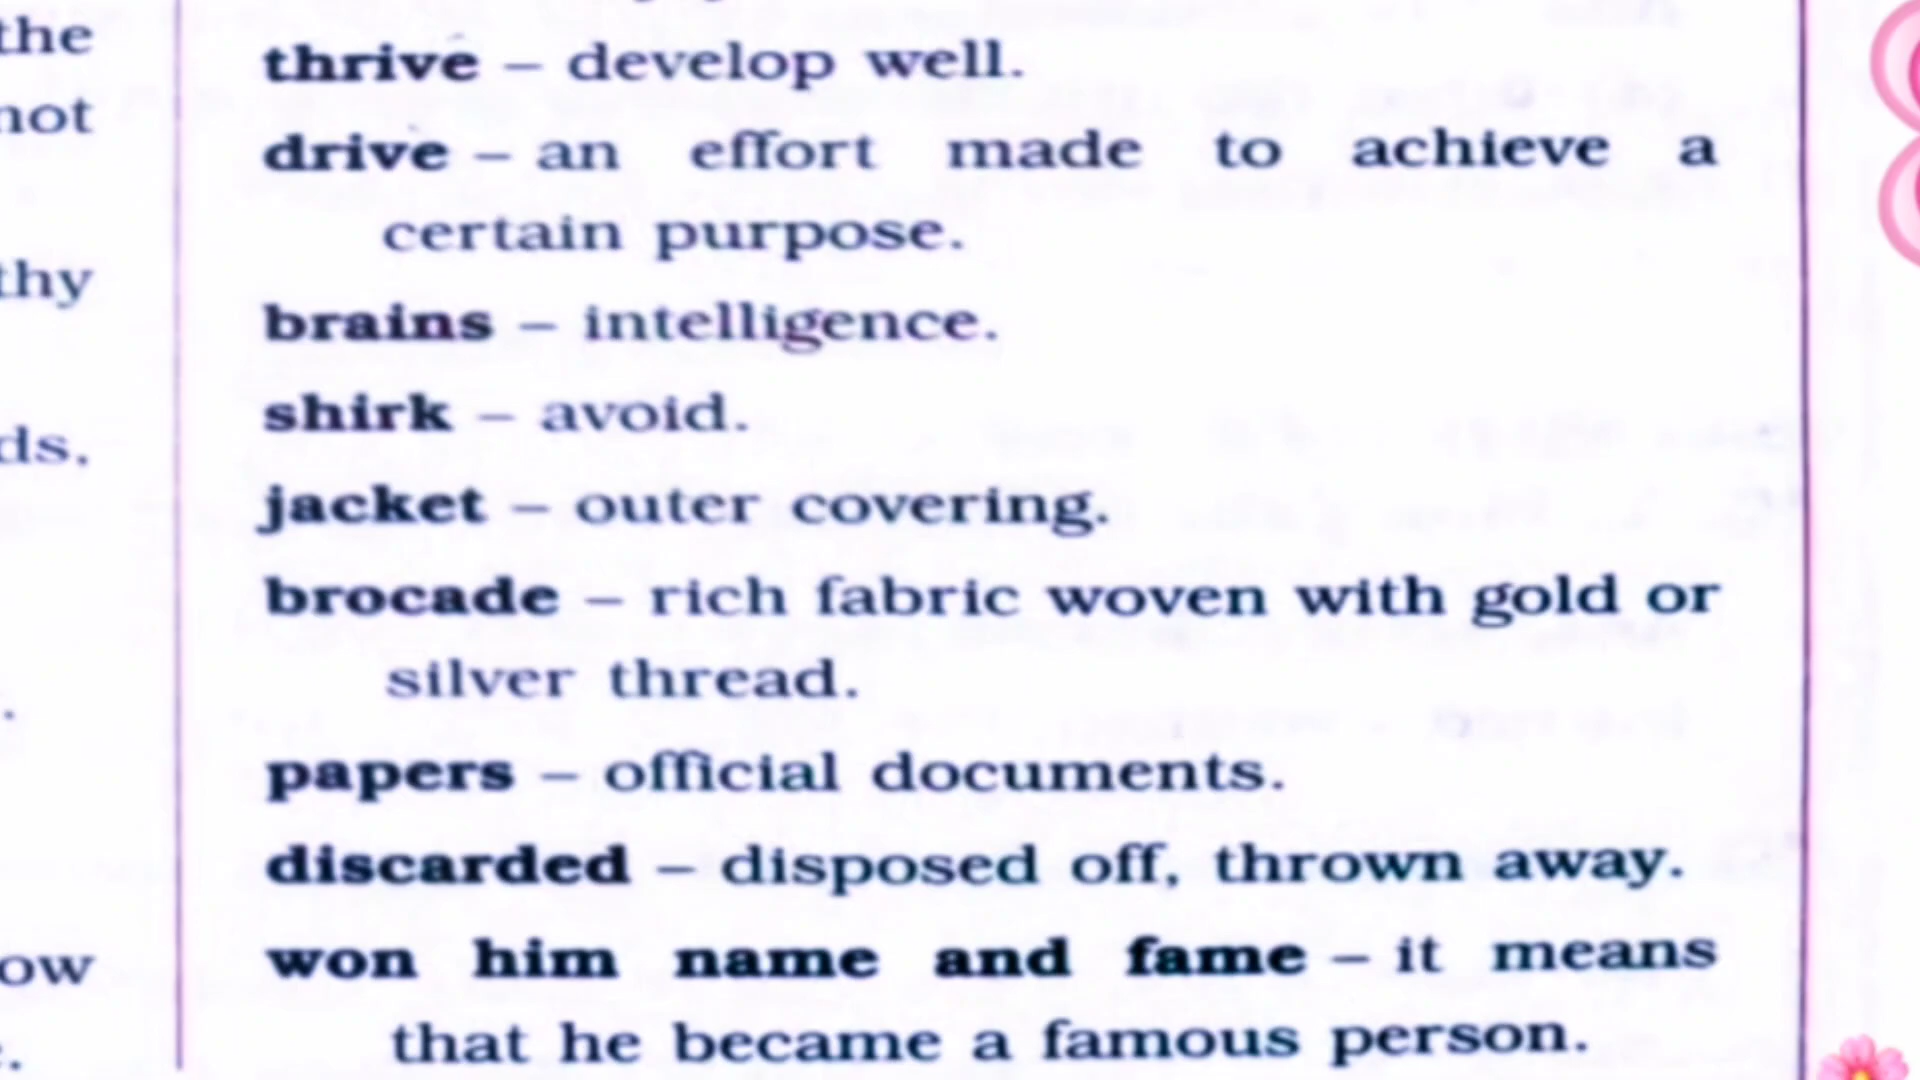 the
not
thy
ds.
ow
thrive – develop well.
drive – an effort made to achieve a
certain purpose.
brains – intelligence.
shirk – avoid.
jacket – outer covering.
brocade – rich fabric woven with gold or
silver thread.
papers – official documents.
discarded – disposed off, thrown away.
won him name and fame – it means
that he became a famous person.